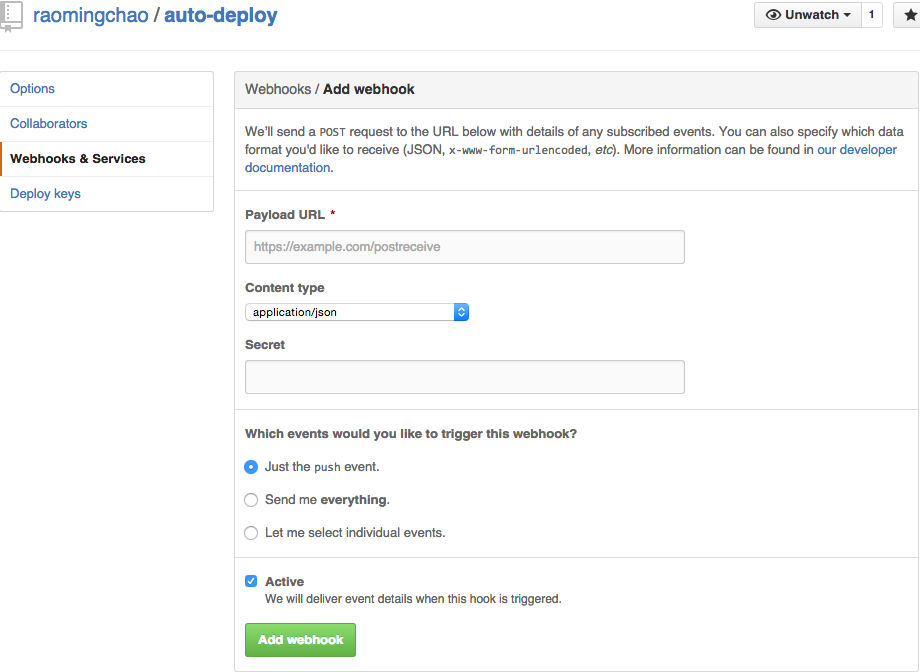 raomingchao / auto-deploy
Unwatch 1
Options
Collaborators
Webhooks & Services
Deploy keys
Webhooks / Add webhook
We'll send a POST request to the URL below with details of any subscribed events. You can also specify which data
format you'd like to receive (JSON, x-www-form-urlencoded, etc). More information can be found in our developer
documentation.
Payload URL *
https://example.com/postreceive
Content type
application/json
Secret
Which events would you like to trigger this webhook?
Just the push event.
Send me everything.
Let me select individual events.
Active
We will deliver event details when this hook is triggered.
Add webhook